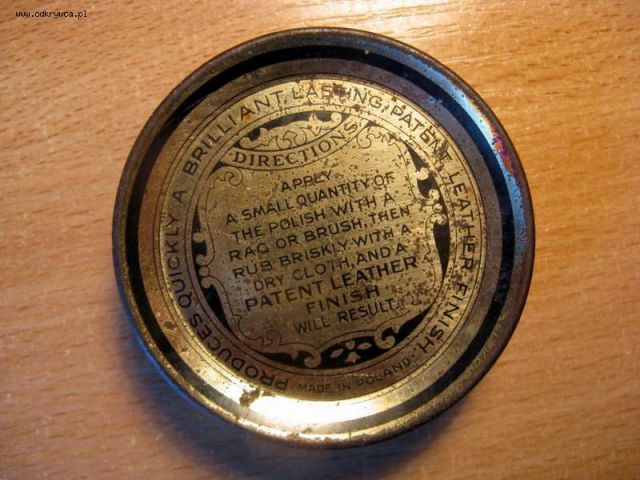 www.odkrywca.pl
PRODUCES QUICKLY A BRILLIANT, LASTING, PATENT LEATHER FINISH.
DIRECTIONS
APPLY
A SMALL QUANTITY OF
THE POLISH WITH A
RAG OR BRUSH, THEN
RUB BRISKLY WITH A
DRY CLOTH, AND A
PATENT LEATHER
FINISH
WILL RESULT
MADE IN POLAND.